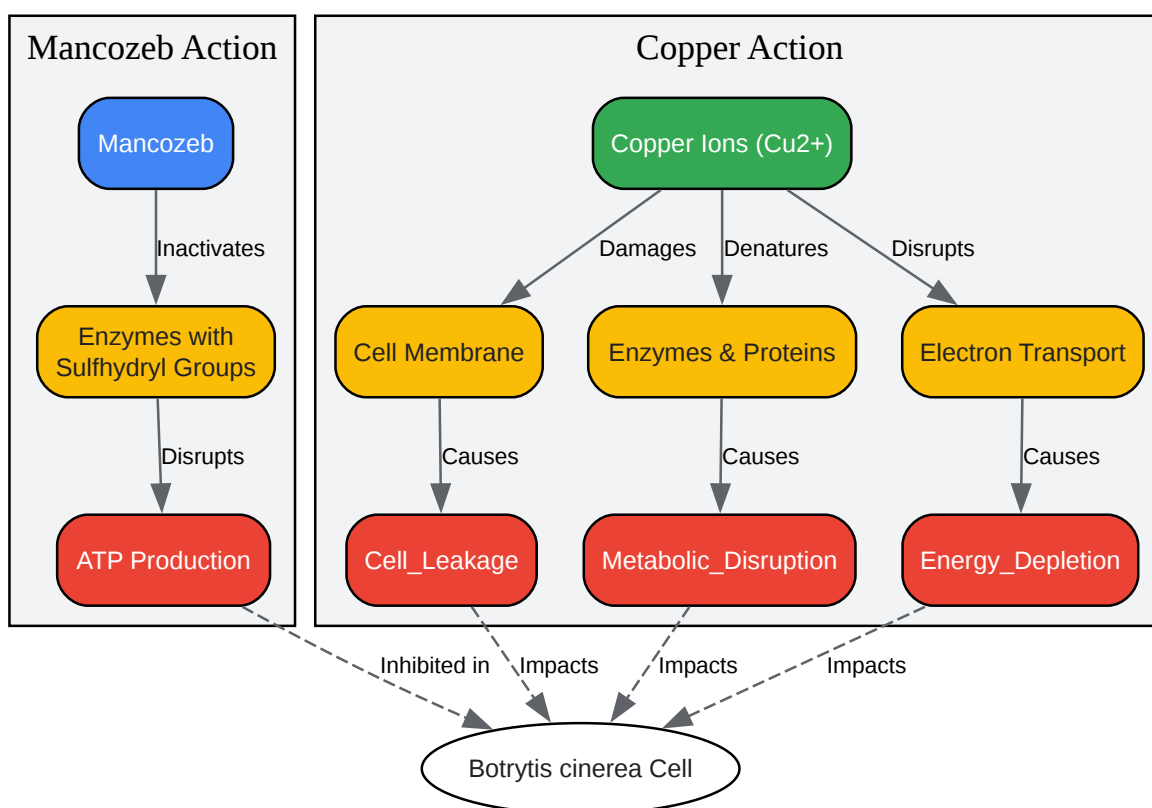 Mancozeb Action
Copper Action
Mancozeb
Copper Ions (Cu2+)
Inactivates
Damages
Denatures
Disrupts
Enzymes with
Sulfhydryl Groups
Cell Membrane
Enzymes & Proteins
Electron Transport
Disrupts
Causes
Causes
Causes
ATP Production
Cell_Leakage
Metabolic_Disruption
Energy_Depletion
Inhibited in
Impacts
Impacts
Impacts
Botrytis cinerea Cell